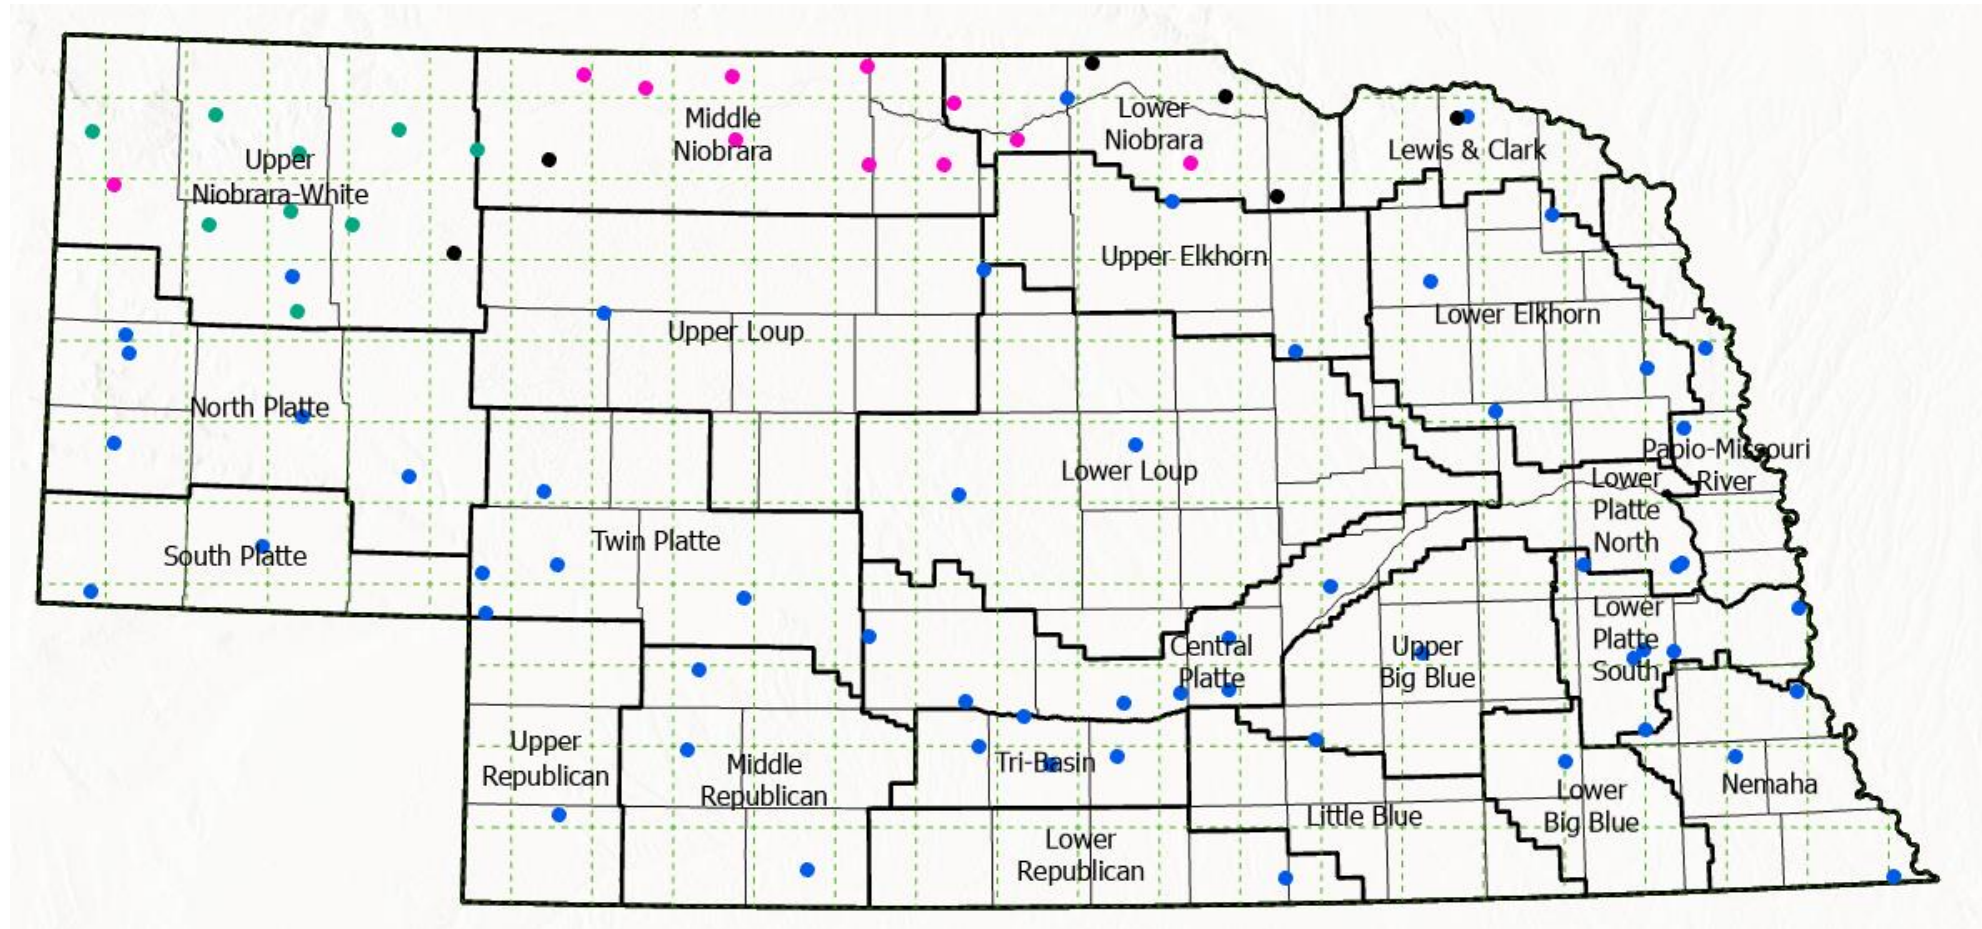 Middle
Niobrara
Lower
Niobrara
Lewis & Clark
Upper
Niobrara-White
Upper Elkhorn
Lower Elkhorn
Upper Loup
North Platte
Lower Loup
Papio-Missouri
River
Lower
Platte
North
South Platte
Twin Platte
Central
Platte
Upper
Big Blue
Lower
Platte
South
Upper
Republican
Middle
Republican
Tri-Basin
Nemaha
Little Blue
Lower
Big Blue
Lower
Republican